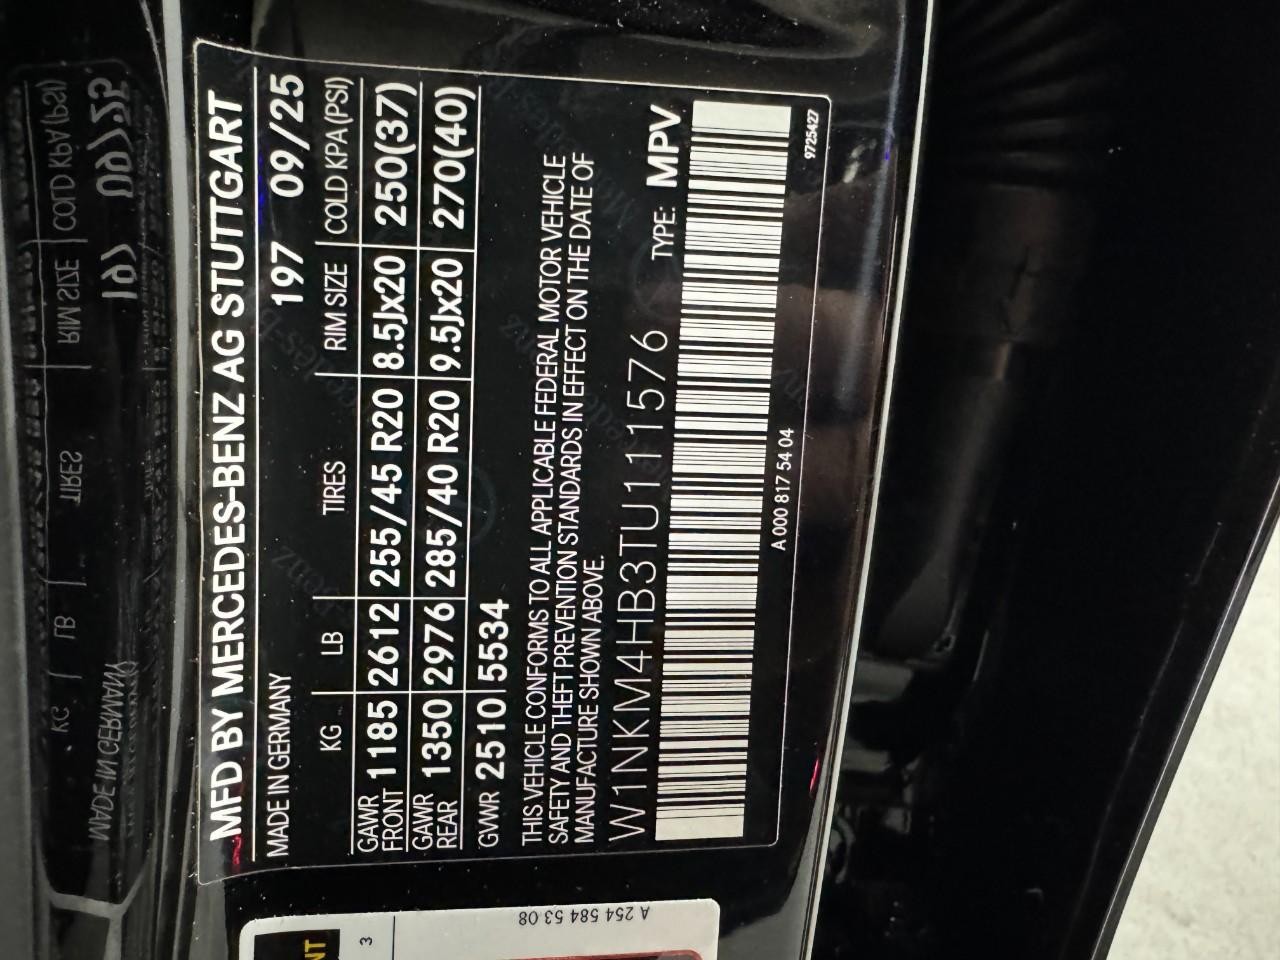 MFD BY MERCEDES-BENZ AG STUTTGART
MADE IN GERMANY 197 09/25
KG LB TIRES RIM SIZE COLD KPA(PSI)
GAWR FRONT 1185 2612 255/45 R20 8.5Jx20 250(37)
GAWR REAR 1350 2976 285/40 R20 9.5Jx20 270(40)
GVWR 2510 5534
THIS VEHICLE CONFORMS TO ALL APPLICABLE FEDERAL MOTOR VEHICLE
SAFETY AND THEFT PREVENTION STANDARDS IN EFFECT ON THE DATE OF
MANUFACTURE SHOWN ABOVE.
W1NKM4HB3TU111576 TYPE: MPV
A 000 817 54 04
9725427
A 254 584 53 08
3